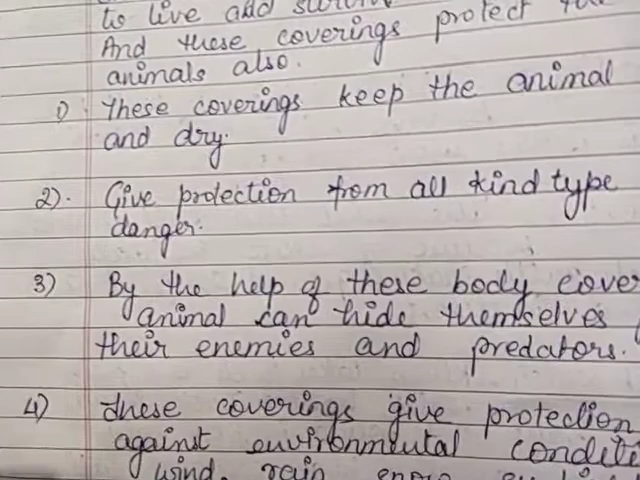 to live add
And these coverings protect
animals also.
1) These coverings keep the animal
and dry.
2). Give protection from all kind type
danger.
3) By the help of these body cover
animal can hide themselves
their enemies and predators.
4) these coverings give protection
against environmental conditi
wind, rain